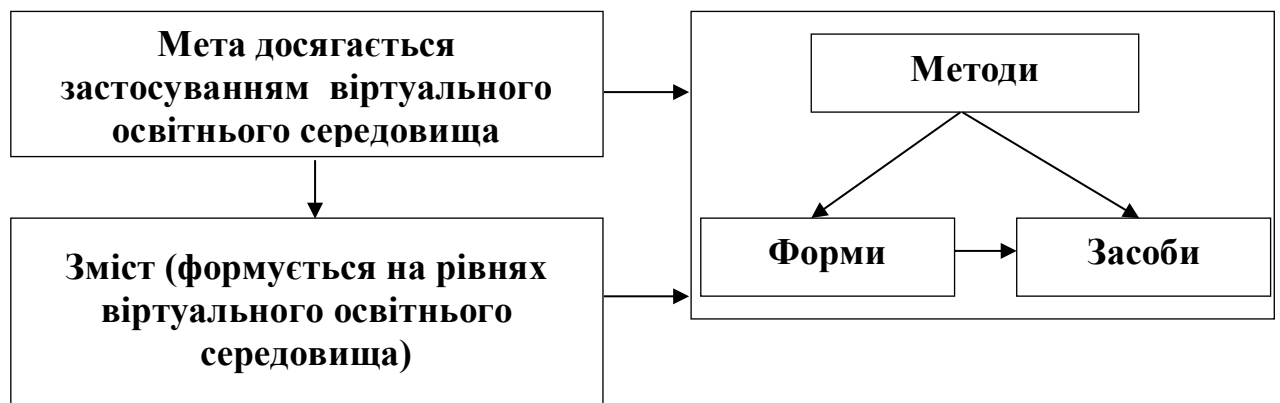 Мета досягається
застосуванням віртуального
освітнього середовища
Методи
Форми
Засоби
Зміст (формується на рівнях
віртуального освітнього
середовища)